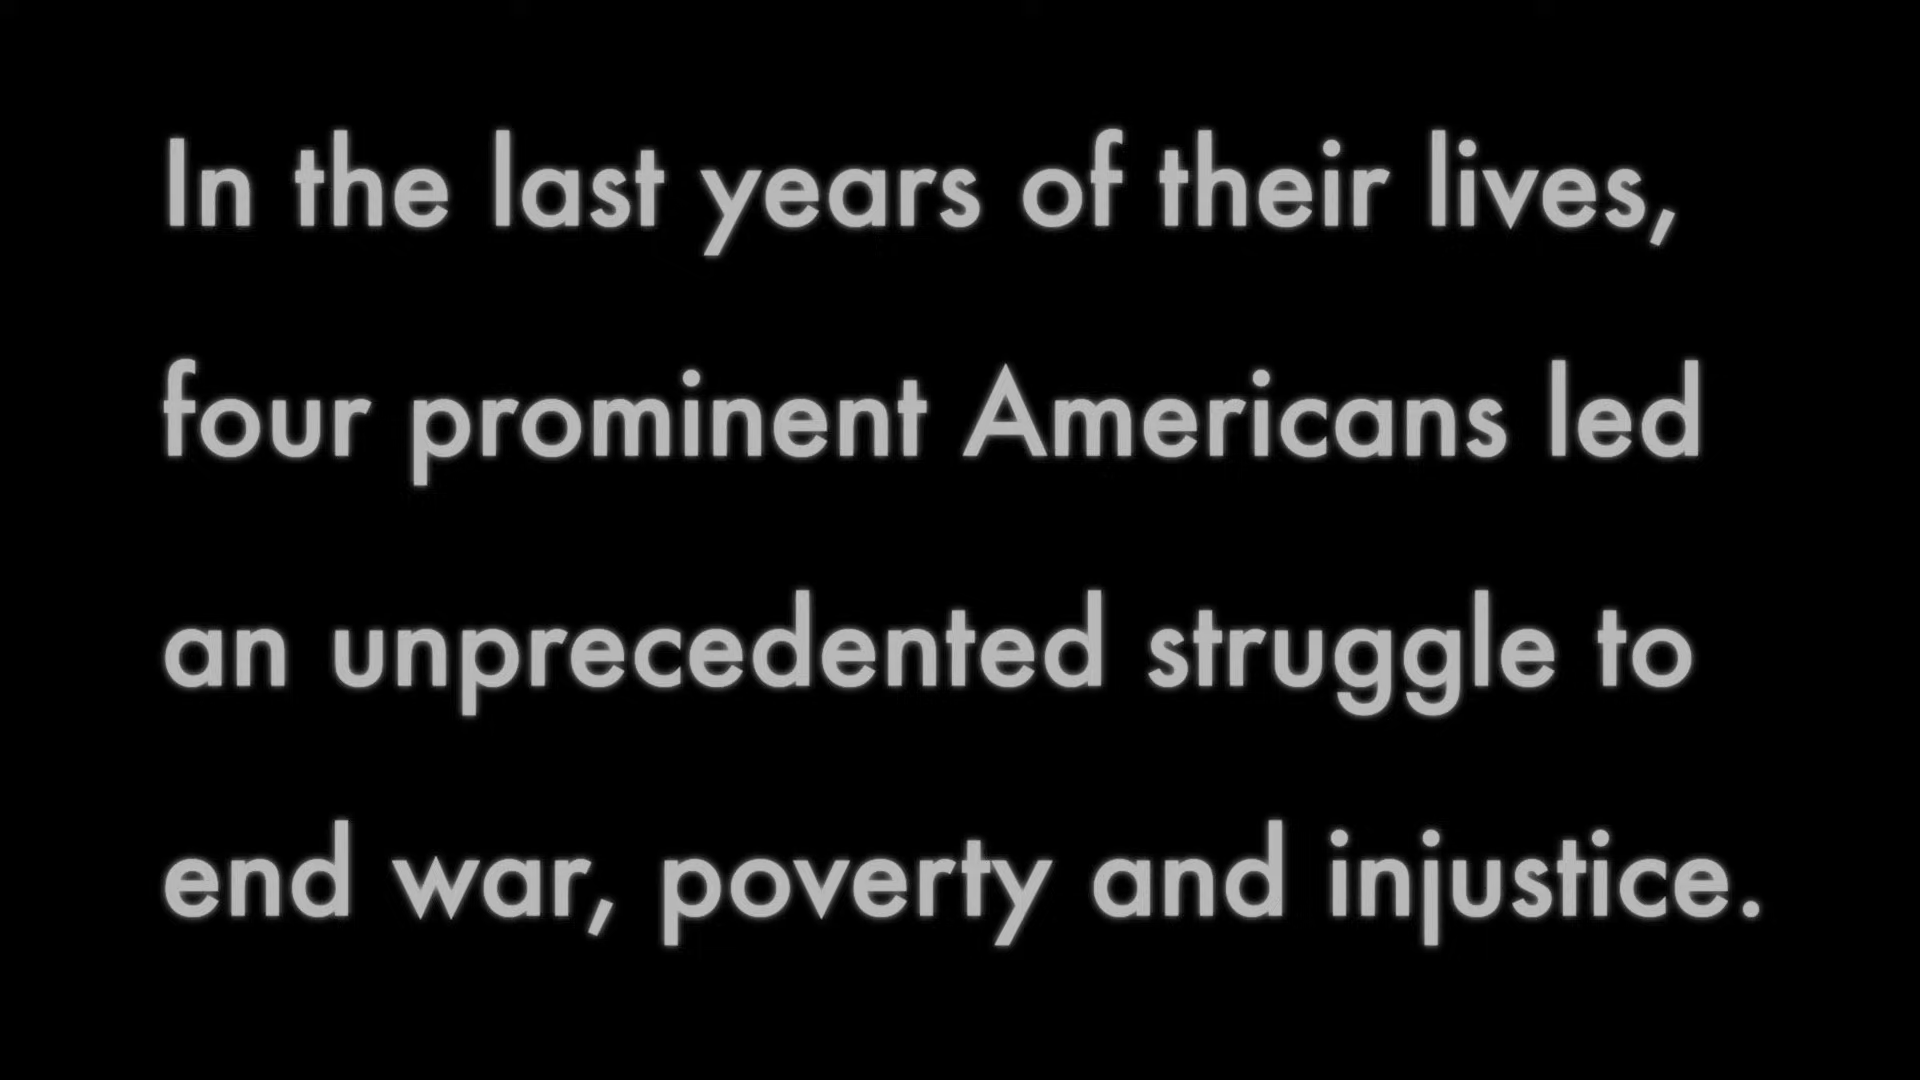 In the last years of their lives,
four prominent Americans led
an unprecedented struggle to
end war, poverty and injustice.